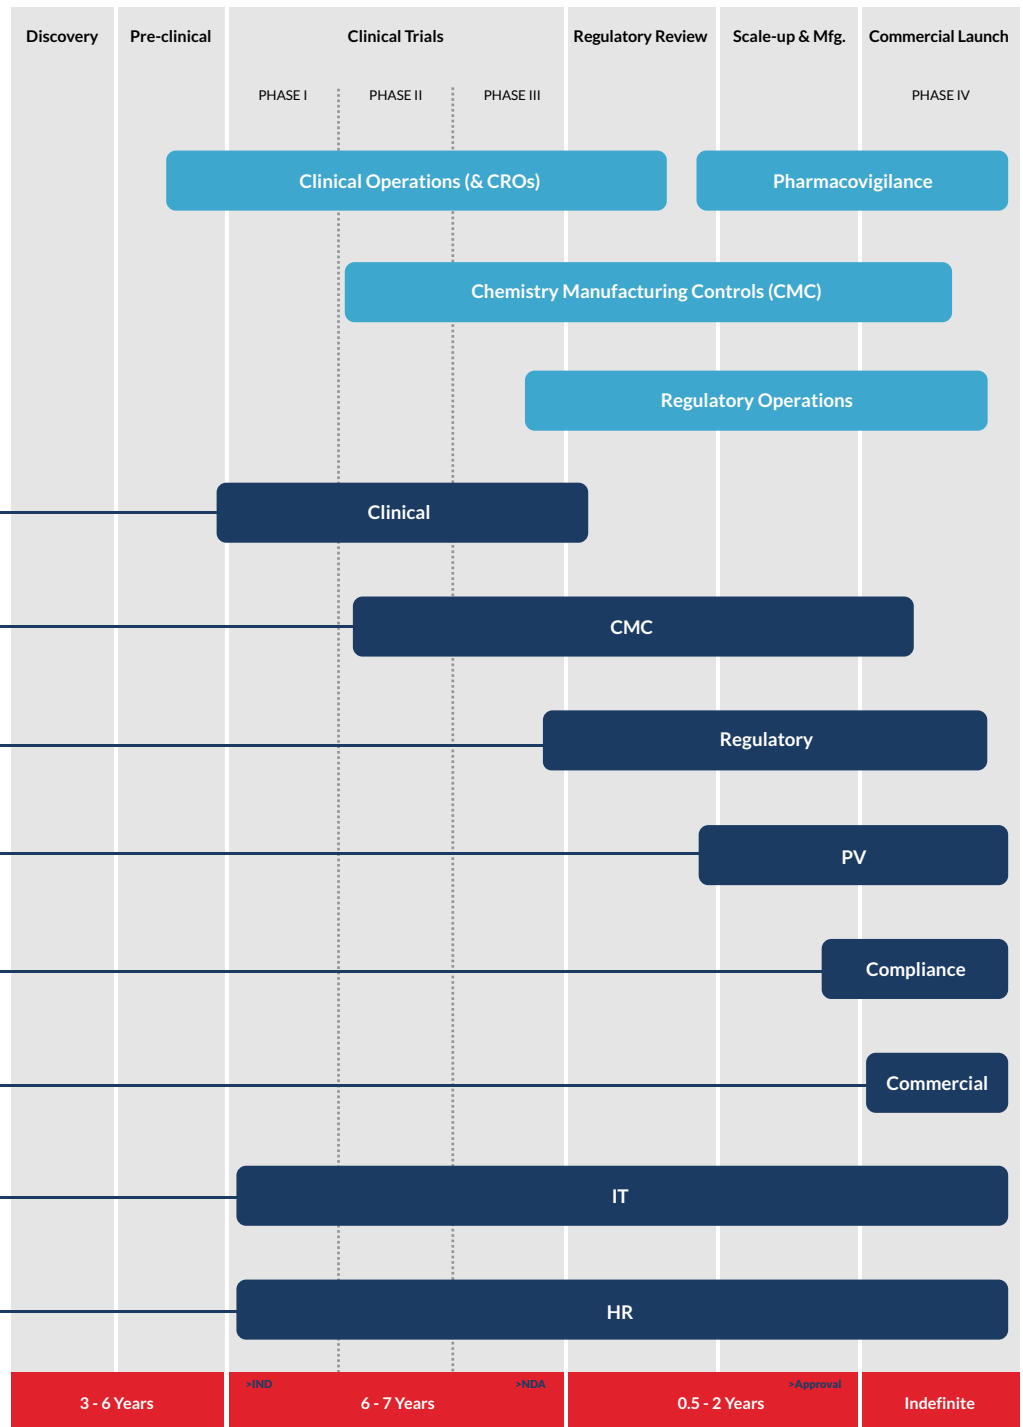 Discovery
Pre-clinical
Clinical Trials
Regulatory Review
Scale-up & Mfg.
Commercial Launch
PHASE I
PHASE II
PHASE III
PHASE IV
Clinical Operations (& CROs)
Pharmacovigilance
Chemistry Manufacturing Controls (CMC)
Regulatory Operations
Clinical
CMC
Regulatory
PV
Compliance
Commercial
IT
HR
>IND
>NDA
>Approval
3 - 6 Years
6 - 7 Years
0.5 - 2 Years
Indefinite